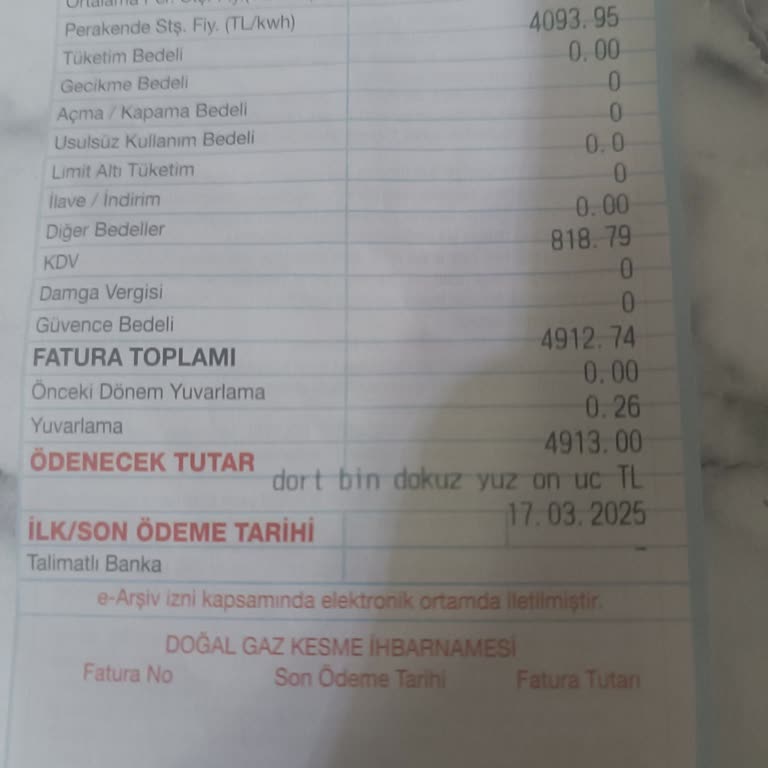 Perakende Stş. Fiy. (TL/kwh) 4093.95
Tüketim Bedeli 0.00
Gecikme Bedeli 0
Açma / Kapama Bedeli 0
Usulsüz Kullanım Bedeli 0.0
Limit Altı Tüketim 0
İlave / İndirim 0.00
Diğer Bedeller 818.79
KDV 0
Damga Vergisi 0
Güvence Bedeli 4912.74
FATURA TOPLAMI 0.00
Önceki Dönem Yuvarlama 0.26
Yuvarlama 4913.00
ÖDENECEK TUTAR
dort bin dokuz yuz on uc TL
İLK/SON ÖDEME TARİHİ 17.03.2025
Talimatlı Banka -
e-Arşiv izni kapsamında elektronik ortamda iletilmiştir.
DOĞAL GAZ KESME İHBARNAMESİ
Fatura No Son Ödeme Tarihi Fatura Tutarı